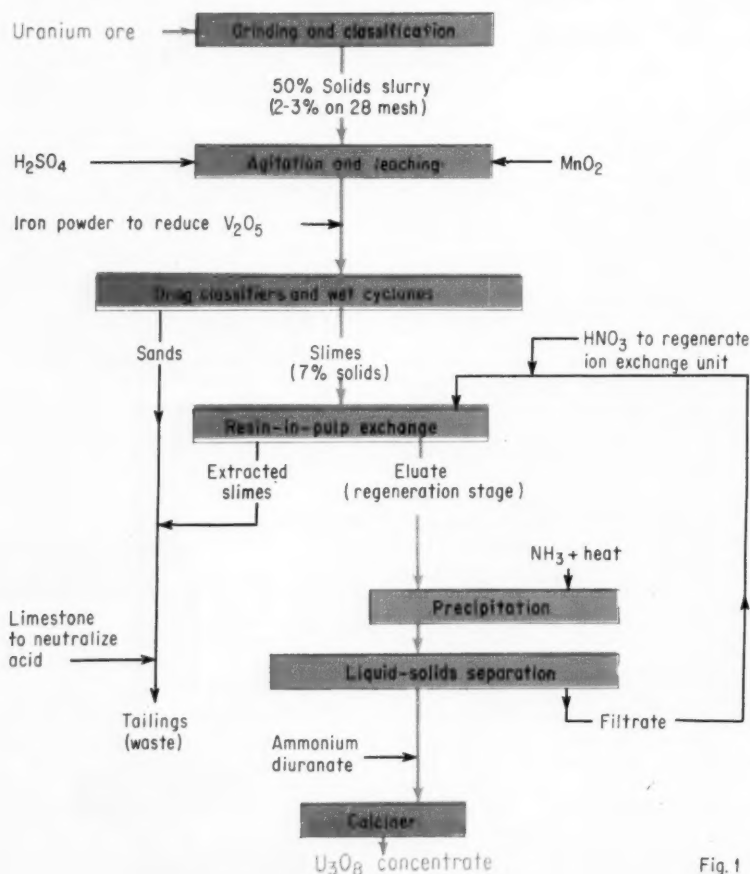 Uranium ore
Grinding and classification
50% Solids slurry
(2-3% on 28 mesh)
H₂SO₄
Agitation and leaching
MnO₂
Iron powder to reduce V₂O₅
Drag classifiers and wet cyclones
Sands
Slimes
(7% solids)
HNO₃ to regenerate
ion exchange unit
Resin-in-pulp exchange
Extracted
slimes
Eluate
(regeneration stage)
NH₃ + heat
Precipitation
Limestone
to neutralize
acid
Liquid-solids separation
Tailings
(waste)
Filtrate
Ammonium
diuranate
Calciner
U₃O₈ concentrate
Fig. 1